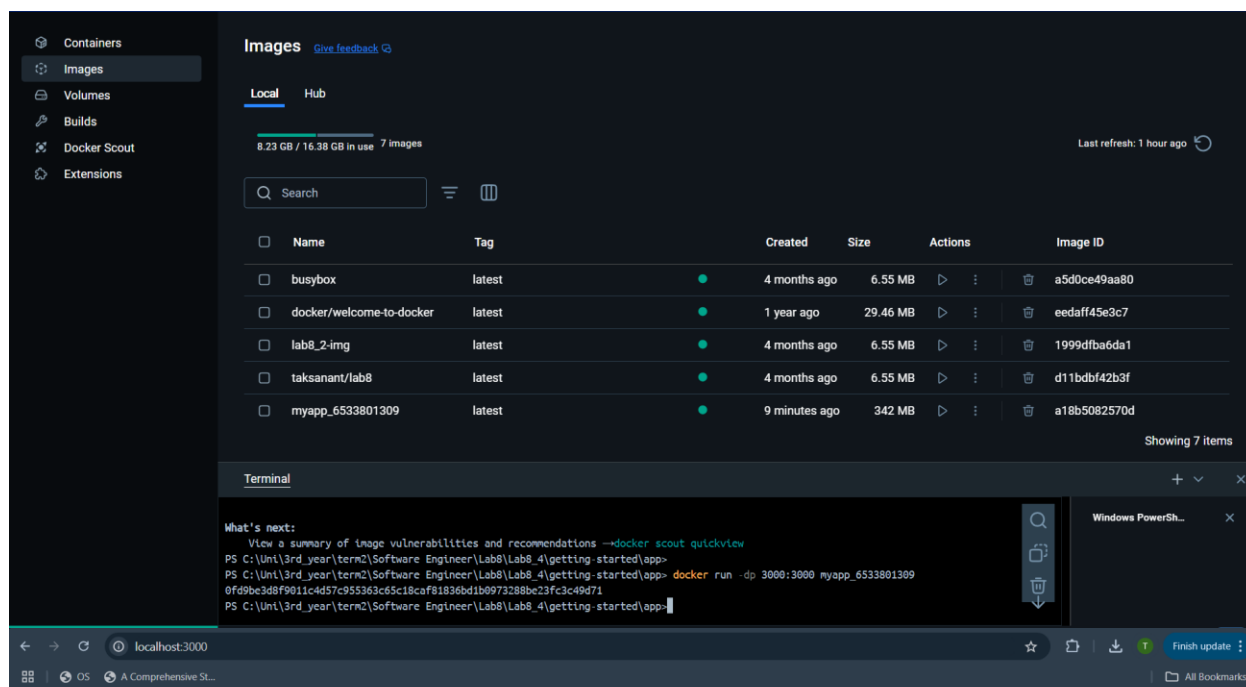 Containers
Images
Volumes
Builds
Docker Scout
Extensions
Images Give feedback
Local Hub
8.23 GB / 16.38 GB in use 7 images
Last refresh: 1 hour ago
Search
Name Tag Created Size Actions Image ID
busybox latest 4 months ago 6.55 MB a5d0ce49aa80
docker/welcome-to-docker latest 1 year ago 29.46 MB eedaff45e3c7
lab8_2-img latest 4 months ago 6.55 MB 1999dfba6da1
taksanant/lab8 latest 4 months ago 6.55 MB d11bdbf42b3f
myapp_6533801309 latest 9 minutes ago 342 MB a18b5082570d
Showing 7 items
Terminal
What's next:
View a summary of image vulnerabilities and recommendations →docker scout quickview
PS C:\Uni\3rd_year\term2\Software Engineer\Lab8\Lab8_4\getting-started\app>
PS C:\Uni\3rd_year\term2\Software Engineer\Lab8\Lab8_4\getting-started\app> docker run -dp 3000:3000 myapp_6533801309
0fd9be3d8f9011c4d57c955363c65c18caf81836bd1b0973288be23fc3c49d71
PS C:\Uni\3rd_year\term2\Software Engineer\Lab8\Lab8_4\getting-started\app>
Windows PowerSh...
localhost:3000
T
Finish update
OS A Comprehensive St...
All Bookmarks